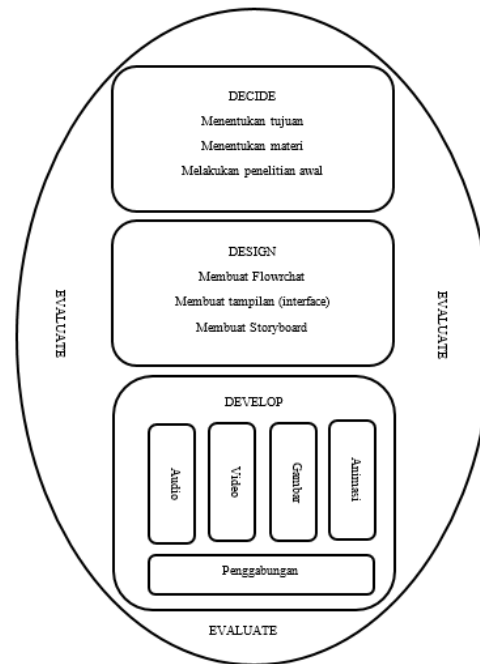 DECIDE
Menentukan tujuan
Menentukan materi
Melakukan penelitian awal
DESIGN
Membuat Flowrchat
Membuat tampilan (interface)
Membuat Storyboard
EVALUATE
EVALUATE
DEVELOP
Audio
Video
Gambar
Animasi
Penggabungan
EVALUATE